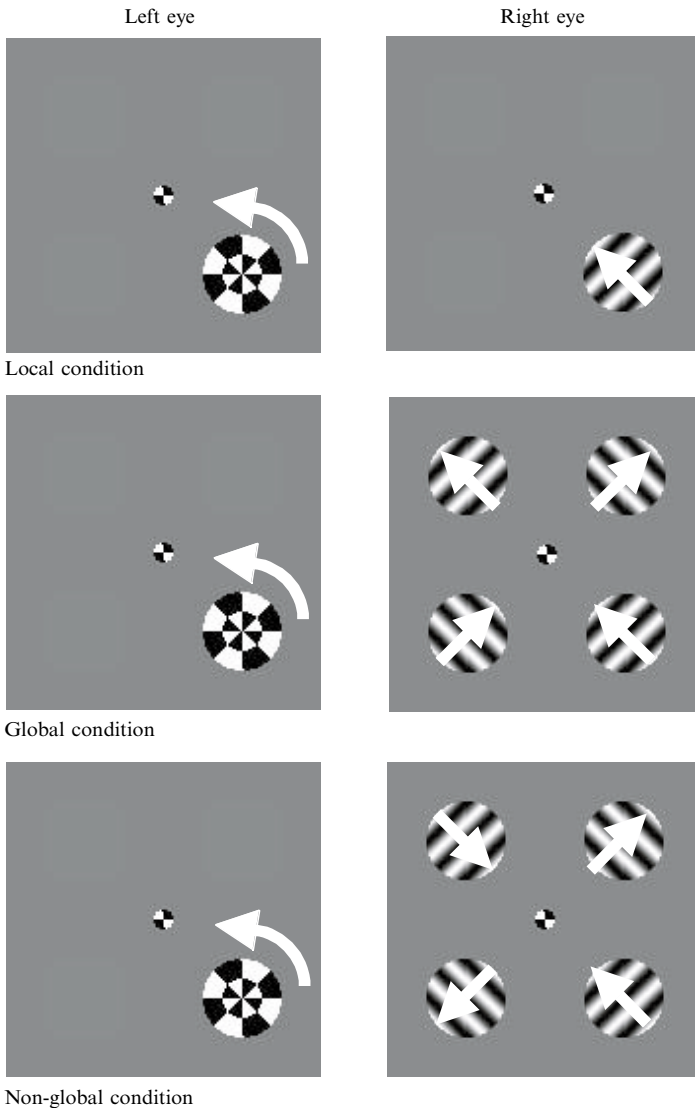 Left eye
Right eye
Local condition
Global condition
Non-global condition